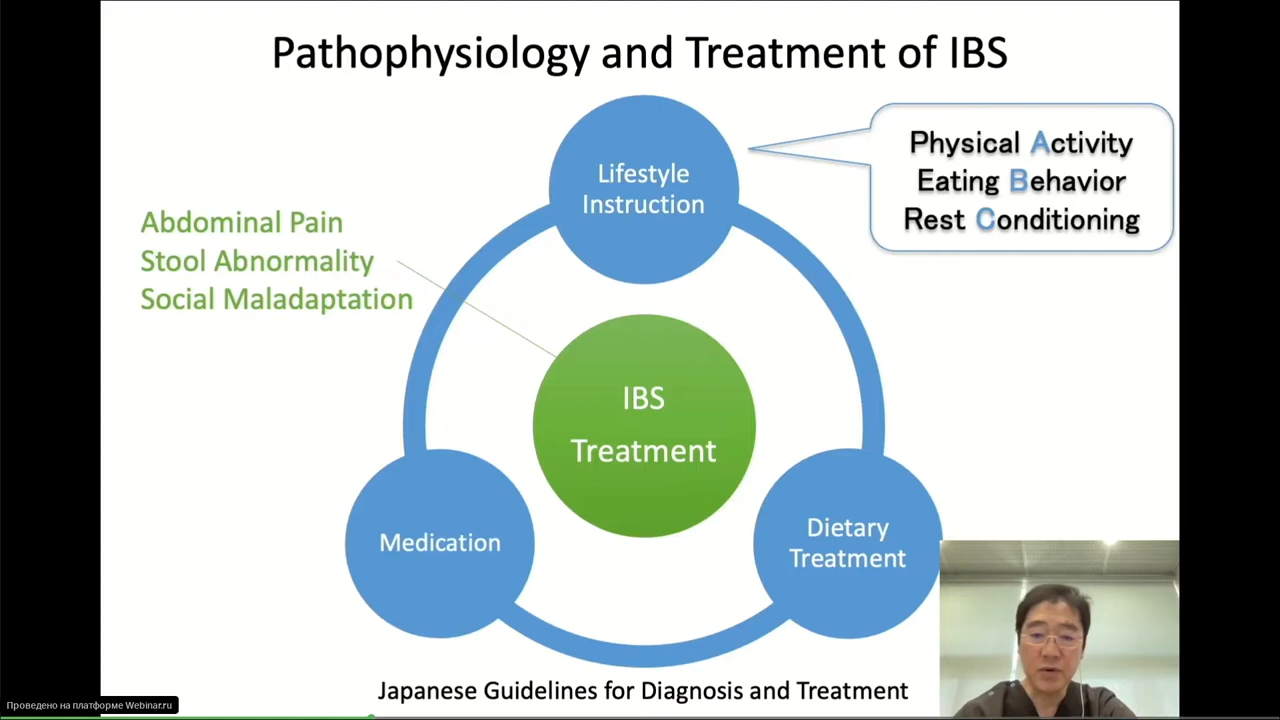 Pathophysiology and Treatment of IBS
Lifestyle
Instruction
Physical Activity
Eating Behavior
Rest Conditioning
Abdominal Pain
Stool Abnormality
Social Maladaptation
IBS
Treatment
Medication
Dietary
Treatment
Japanese Guidelines for Diagnosis and Treatment
Проведено на платформе Webinar.ru